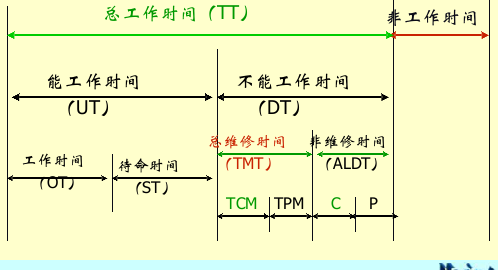 总工作时间（TT）
非工作时间
能工作时间
（UT）
不能工作时间
（DT）
工作时间
（OT）
待命时间
（ST）
总维修时间
（TMT）
非维修时间
（ALDT）
TCM
TPM
C
P